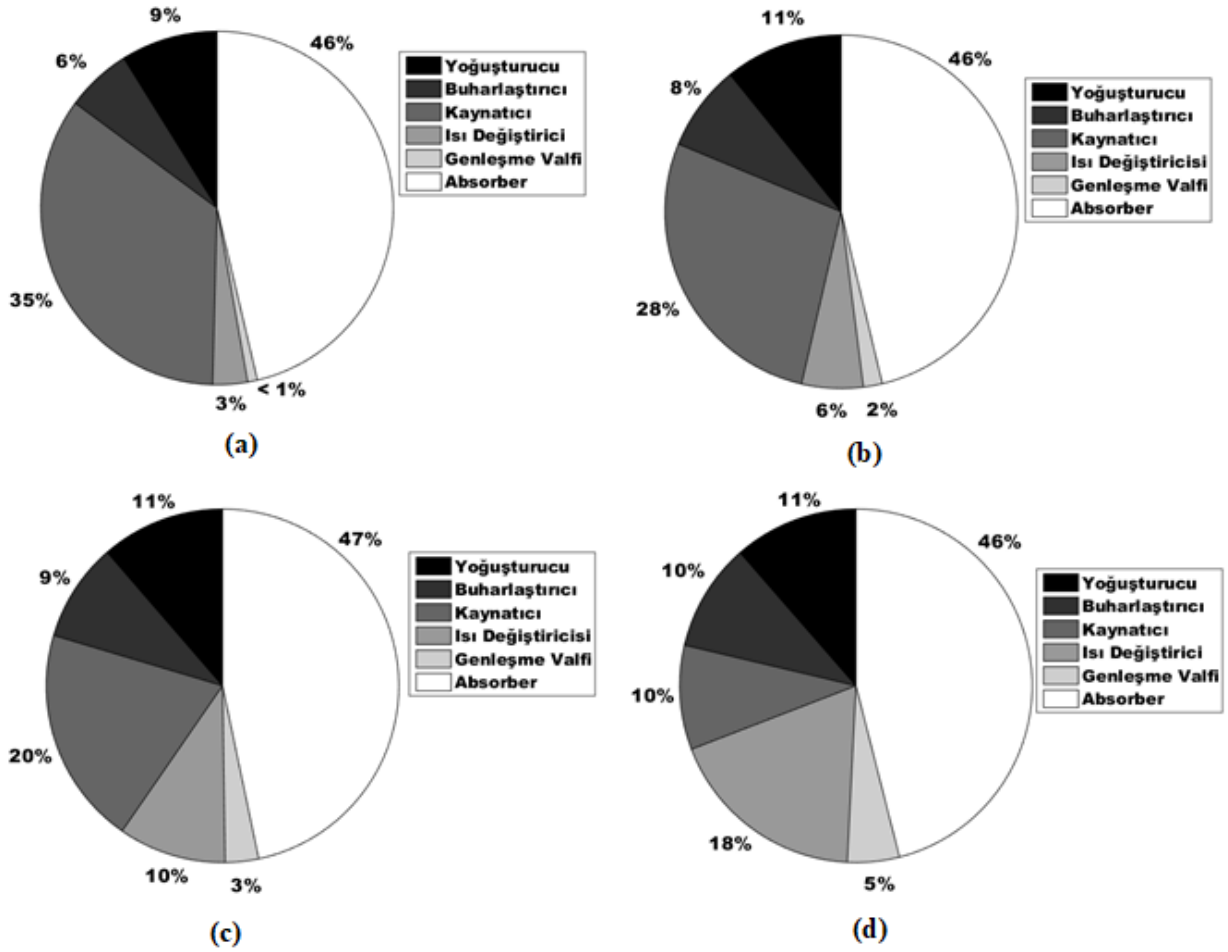 9%
46%
6%
35%
3%
< 1%
Yoğuşturucu
Buharlaştırıcı
Kaynatıcı
Isı Değiştirici
Genleşme Valfi
Absorber
(a)
11%
46%
8%
28%
6%
2%
Yoğuşturucu
Buharlaştırıcı
Kaynatıcı
Isı Değiştiricisi
Genleşme Valfi
Absorber
(b)
11%
47%
9%
20%
10%
3%
Yoğuşturucu
Buharlaştırıcı
Kaynatıcı
Isı Değiştiricisi
Genleşme Valfi
Absorber
(c)
11%
46%
10%
10%
18%
5%
Yoğuşturucu
Buharlaştırıcı
Kaynatıcı
Isı Değiştirici
Genleşme Valfi
Absorber
(d)